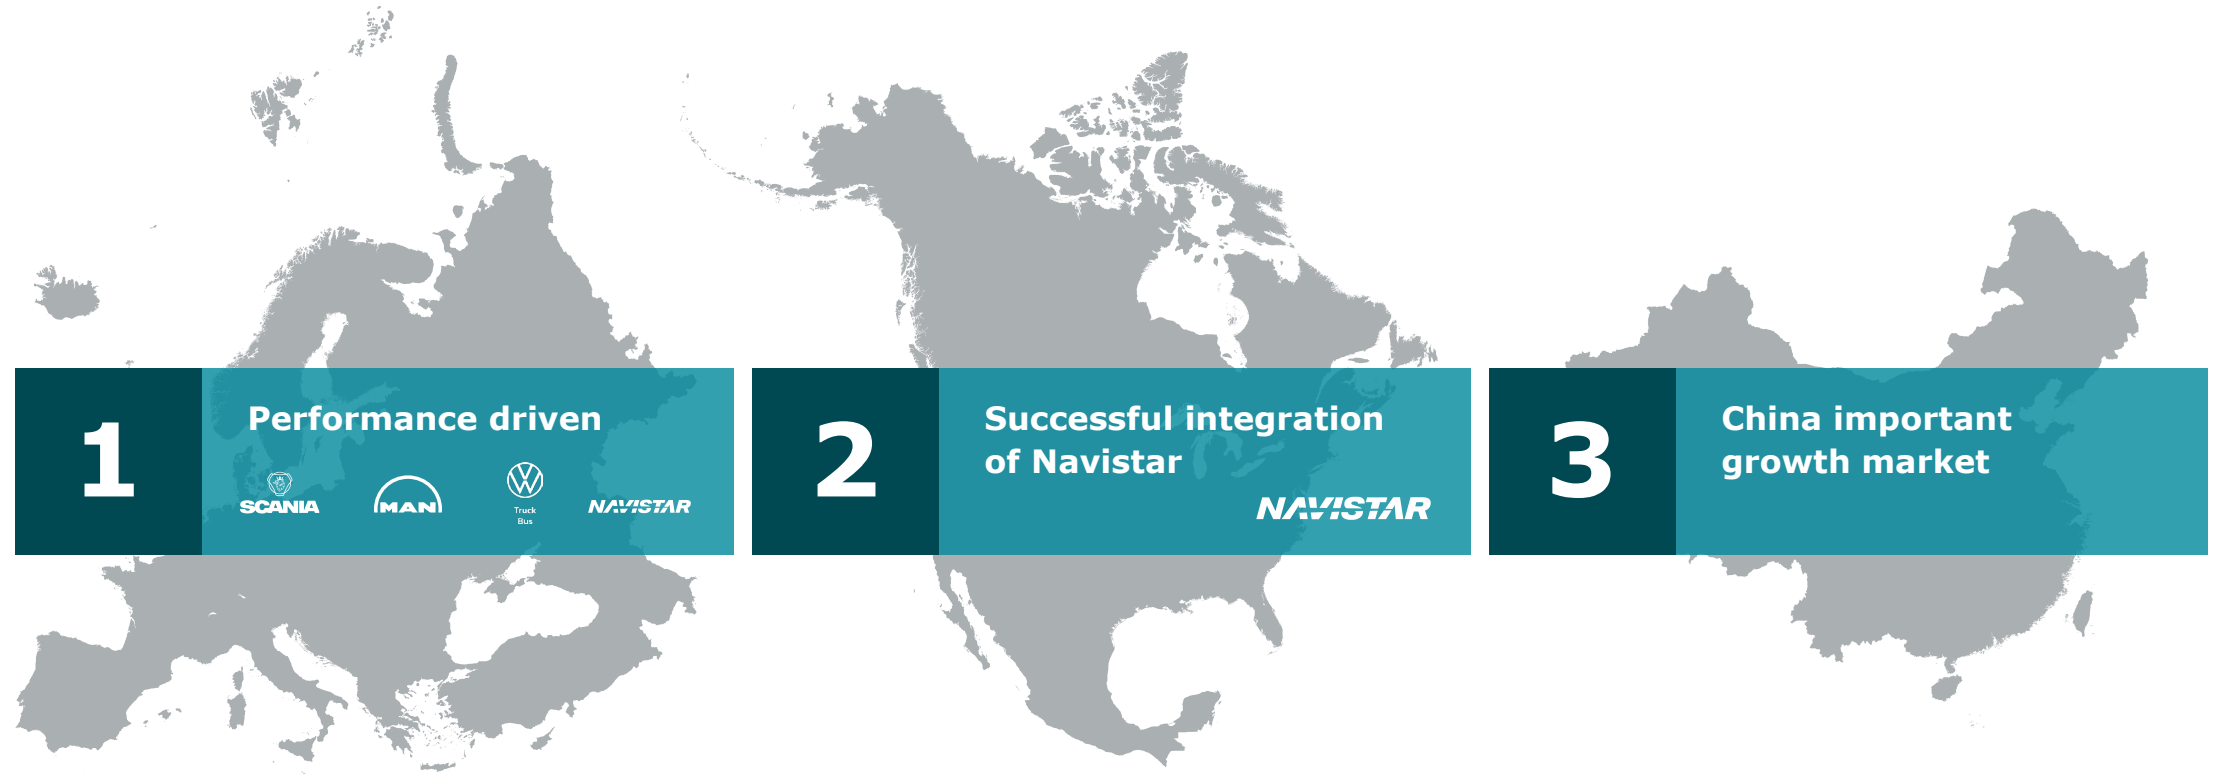 1
Performance driven
SCANIA
MAN
Truck
Bus
NAVISTAR
2
Successful integration
of Navistar
NAVISTAR
3
China important
growth market